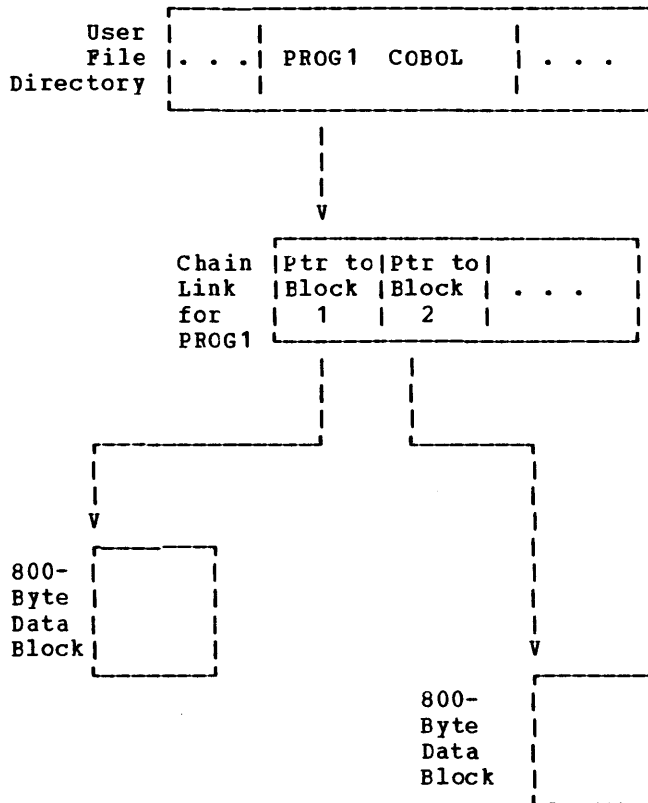 User
File
Directory
. . . PROG1 COBOL . . .
Chain
Link
for
PROG1
Ptr to Ptr to
Block Block . . .
1 2
800-
Byte
Data
Block
800-
Byte
Data
Block